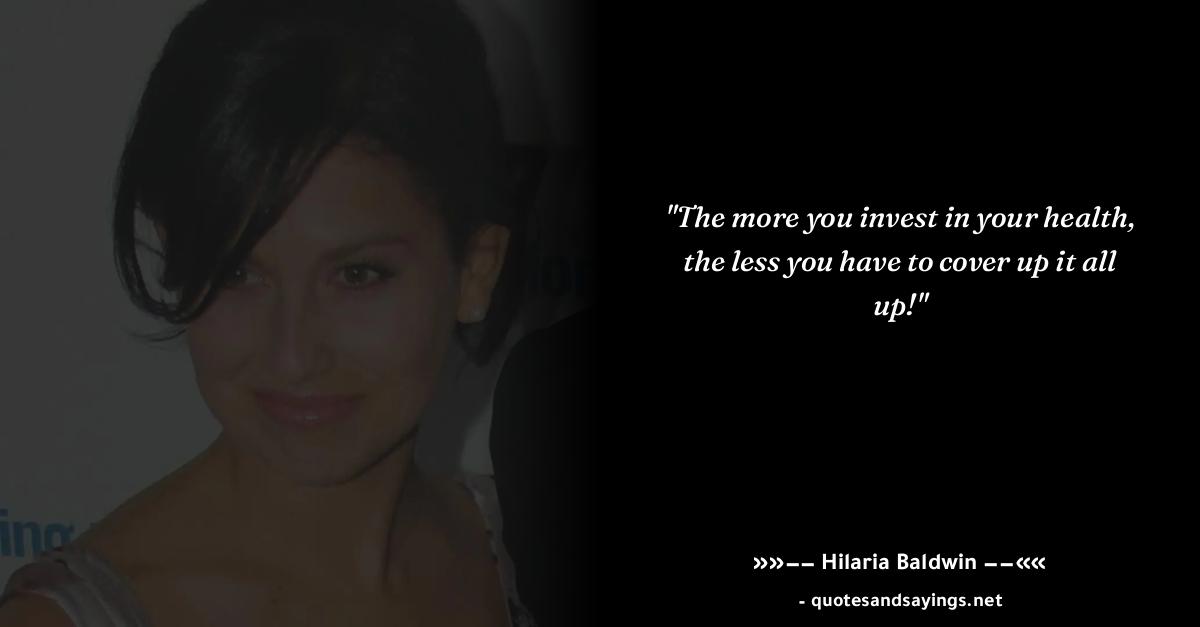 "The more you invest in your health,
the less you have to cover up it all
up!"
»»−− Hilaria Baldwin −−««
- quotesandsayings.net
ing